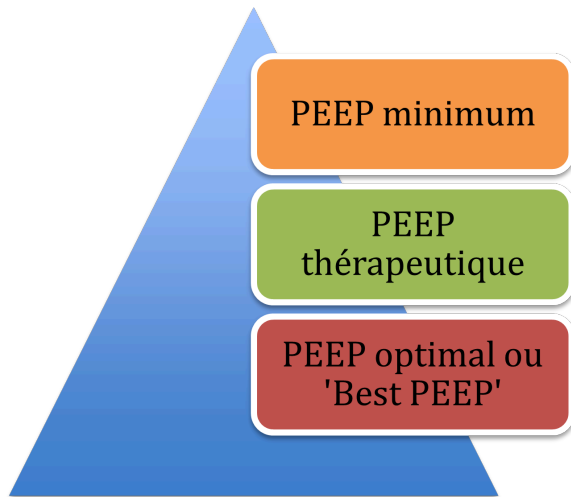 PEEP minimum
PEEP
thérapeutique
PEEP optimal ou
'Best PEEP'